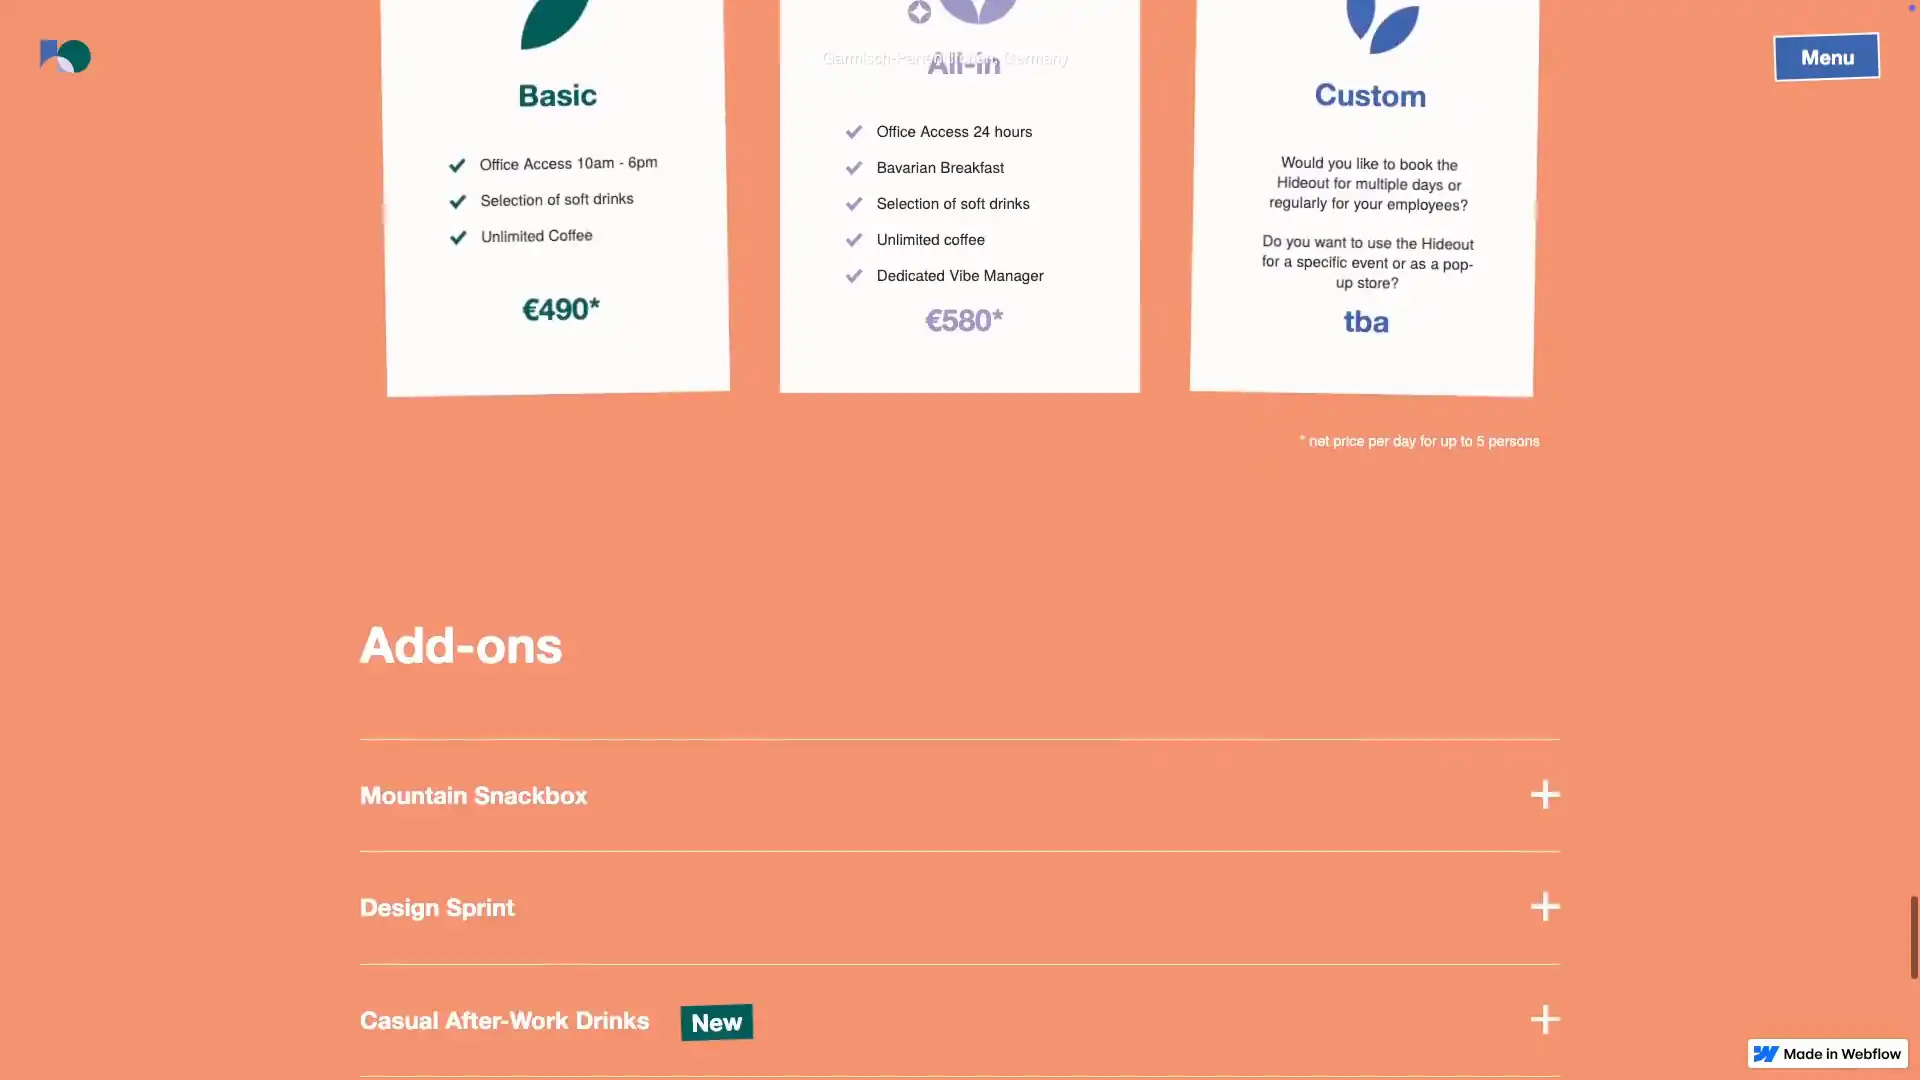 Menu
Basic
Office Access 10am - 6pm
Selection of soft drinks
Unlimited Coffee
€490*
All-in
Office Access 24 hours
Bavarian Breakfast
Selection of soft drinks
Unlimited coffee
Dedicated Vibe Manager
€580*
Custom
Would you like to book the
Hideout for multiple days or
regularly for your employees?
Do you want to use the Hideout
for a specific event or as a pop-
up store?
tba
* net price per day for up to 5 persons
Add-ons
Mountain Snackbox
Design Sprint
Casual After-Work Drinks
New
Made in Webflow